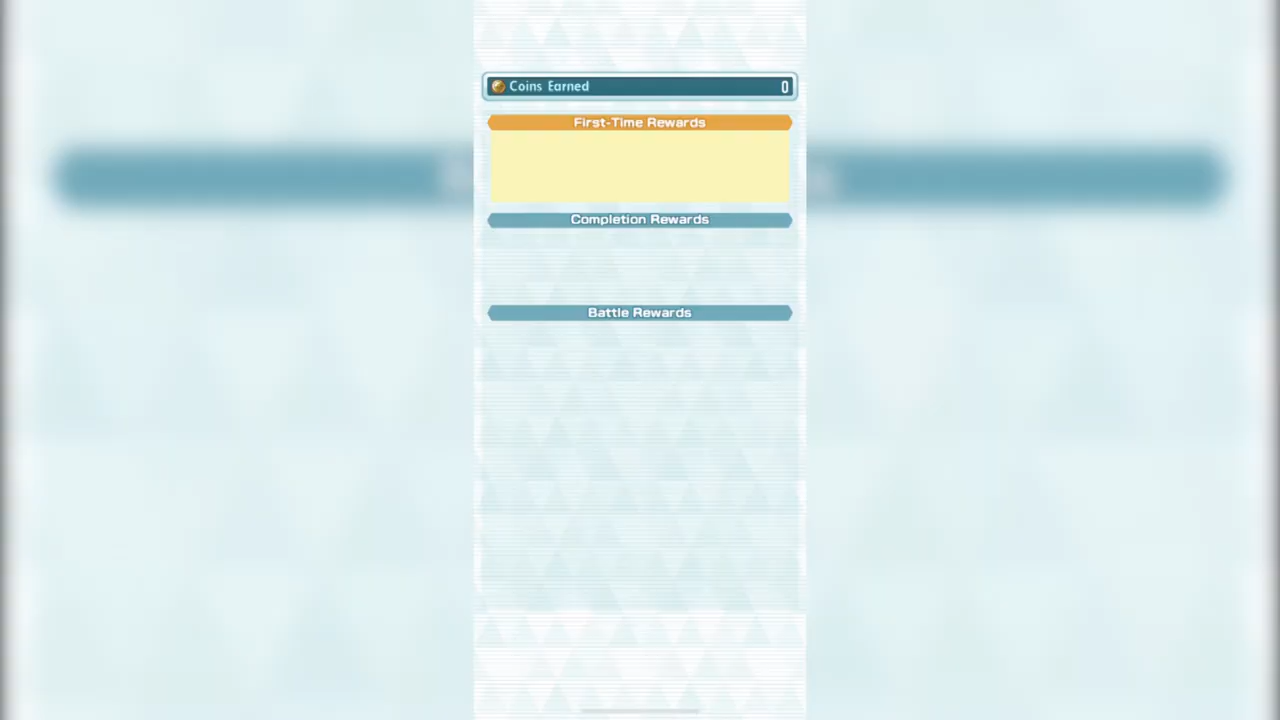 Coins Earned 0
First-Time Rewards
Completion Rewards
Battle Rewards